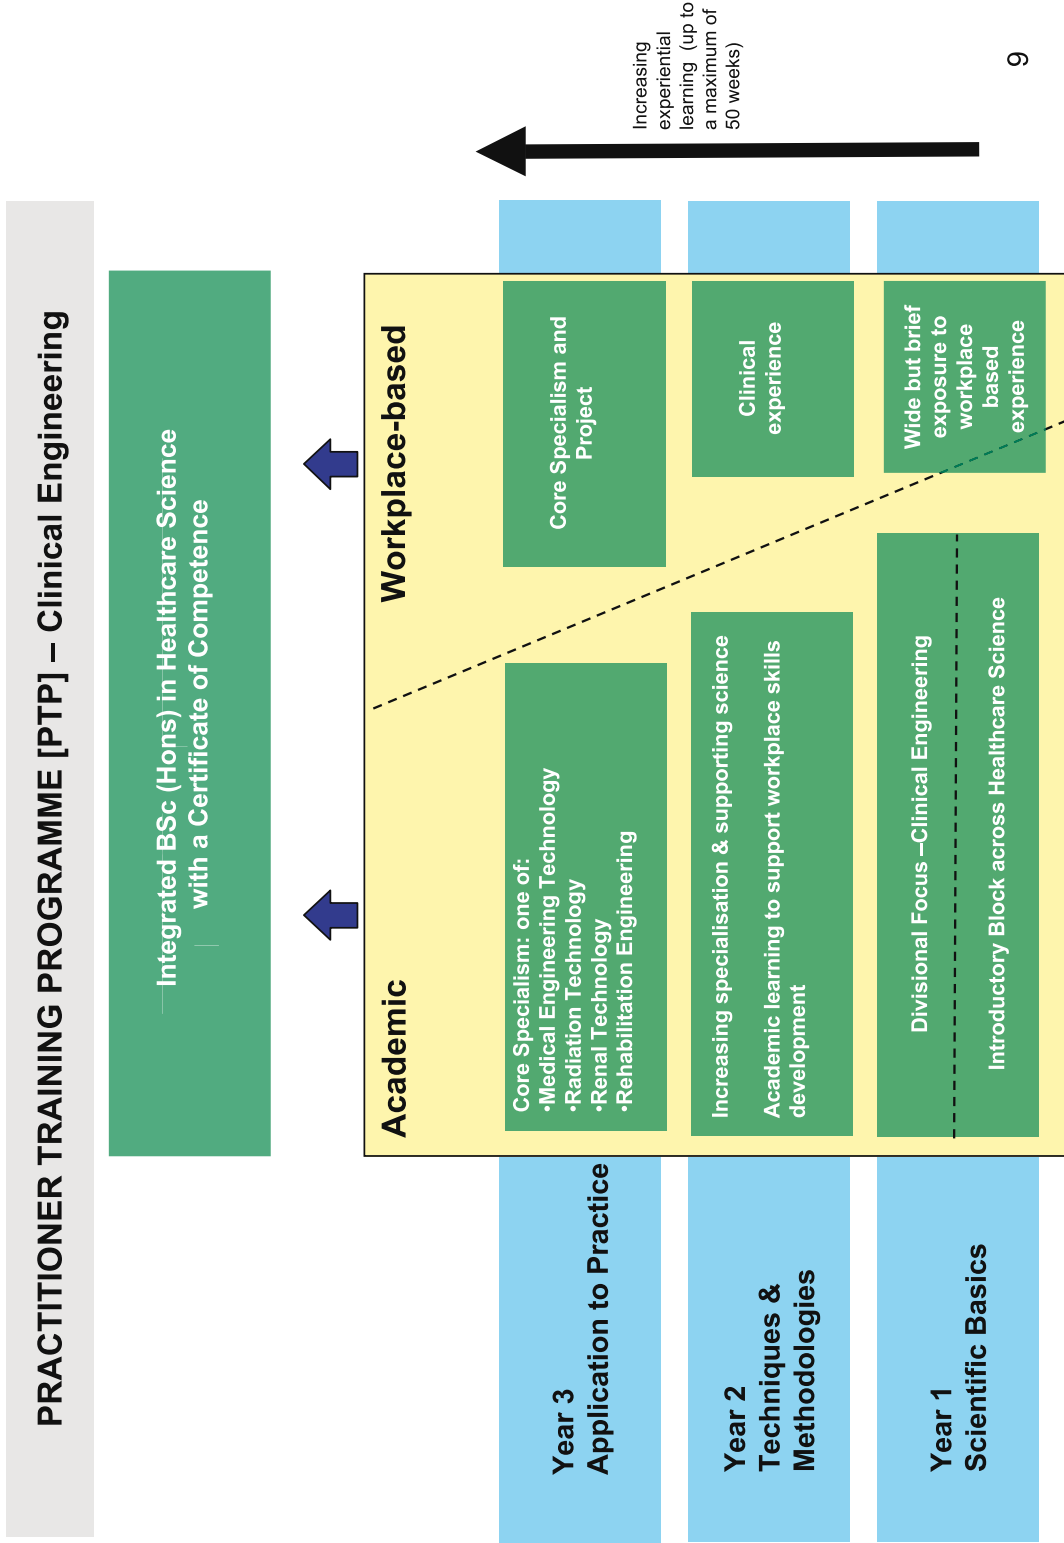 PRACTITIONER TRAINING PROGRAMME [PTP] – Clinical Engineering
Integrated BSc (Hons) in Healthcare Science
with a Certificate of Competence
Academic
Workplace-based
Year 3
Application to Practice
Core Specialism: one of:
•Medical Engineering Technology
•Radiation Technology
•Renal Technology
•Rehabilitation Engineering
Core Specialism and
Project
Year 2
Techniques &
Methodologies
Increasing specialisation & supporting science
Academic learning to support workplace skills
development
Clinical
experience
Year 1
Scientific Basics
Divisional Focus –Clinical Engineering
Introductory Block across Healthcare Science
Wide but brief
exposure to
workplace
based
experience
Increasing
experiential
learning (up to
a maximum of
50 weeks)
9